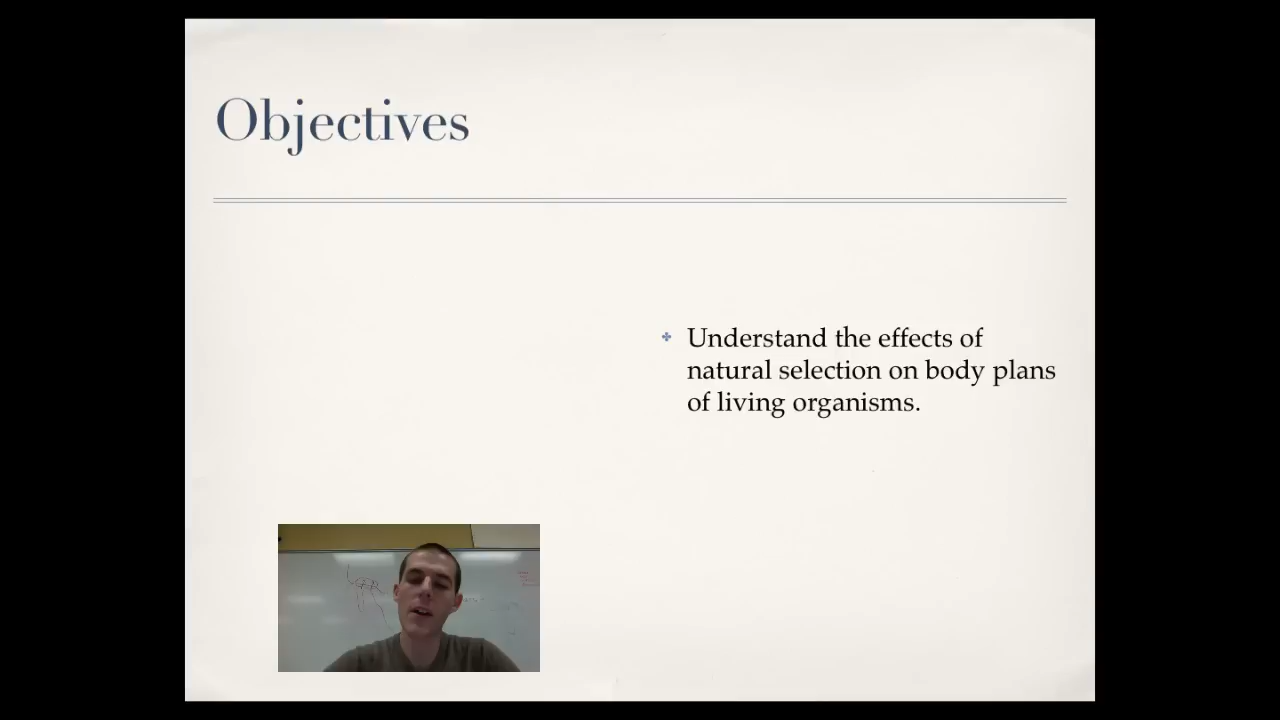 Objectives
Understand the effects of
natural selection on body plans
of living organisms.